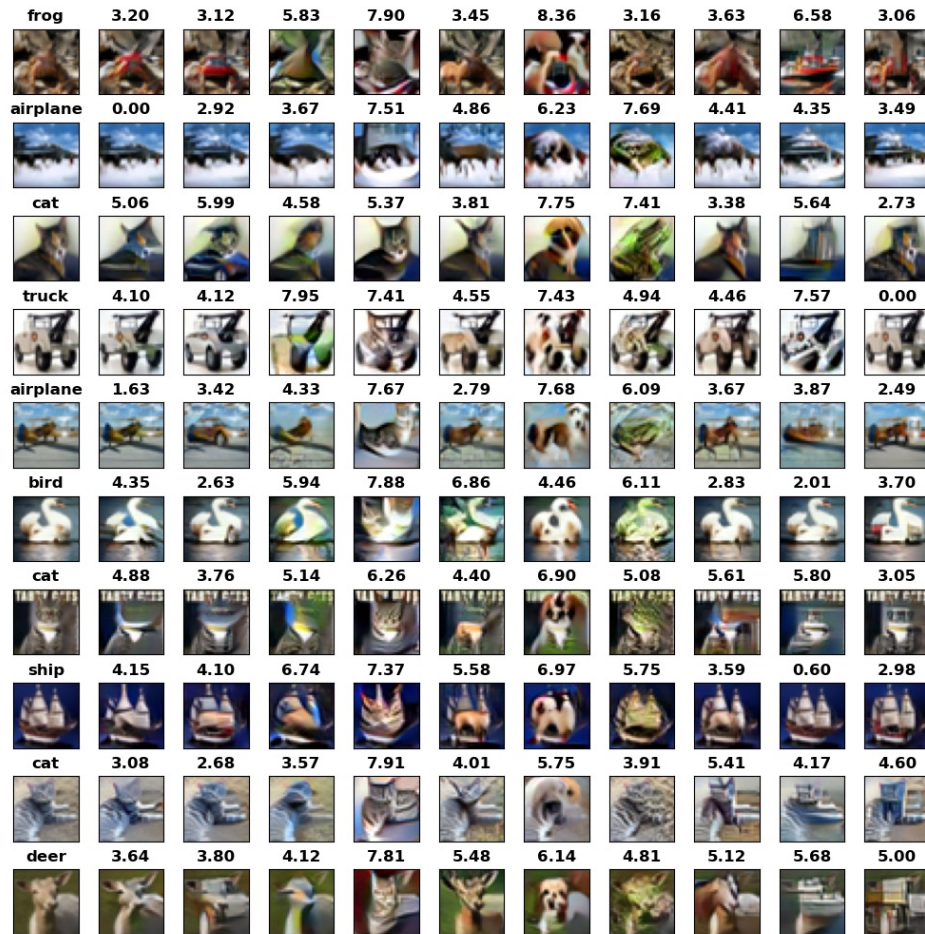 frog 3.20 3.12 5.83 7.90 3.45 8.36 3.16 3.63 6.58 3.06
airplane 0.00 2.92 3.67 7.51 4.86 6.23 7.69 4.41 4.35 3.49
cat 5.06 5.99 4.58 5.37 3.81 7.75 7.41 3.38 5.64 2.73
truck 4.10 4.12 7.95 7.41 4.55 7.43 4.94 4.46 7.57 0.00
airplane 1.63 3.42 4.33 7.67 2.79 7.68 6.09 3.67 3.87 2.49
bird 4.35 2.63 5.94 7.88 6.86 4.46 6.11 2.83 2.01 3.70
cat 4.88 3.76 5.14 6.26 4.40 6.90 5.08 5.61 5.80 3.05
ship 4.15 4.10 6.74 7.37 5.58 6.97 5.75 3.59 0.60 2.98
cat 3.08 2.68 3.57 7.91 4.01 5.75 3.91 5.41 4.17 4.60
deer 3.64 3.80 4.12 7.81 5.48 6.14 4.81 5.12 5.68 5.00